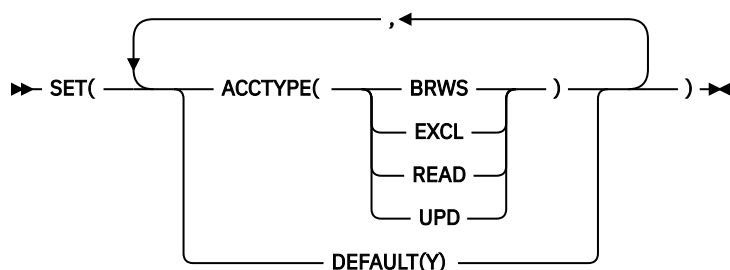 ,
SET( ACCTYPE( BRWS ) )
EXCL
READ
UPD
DEFAULT(Y)